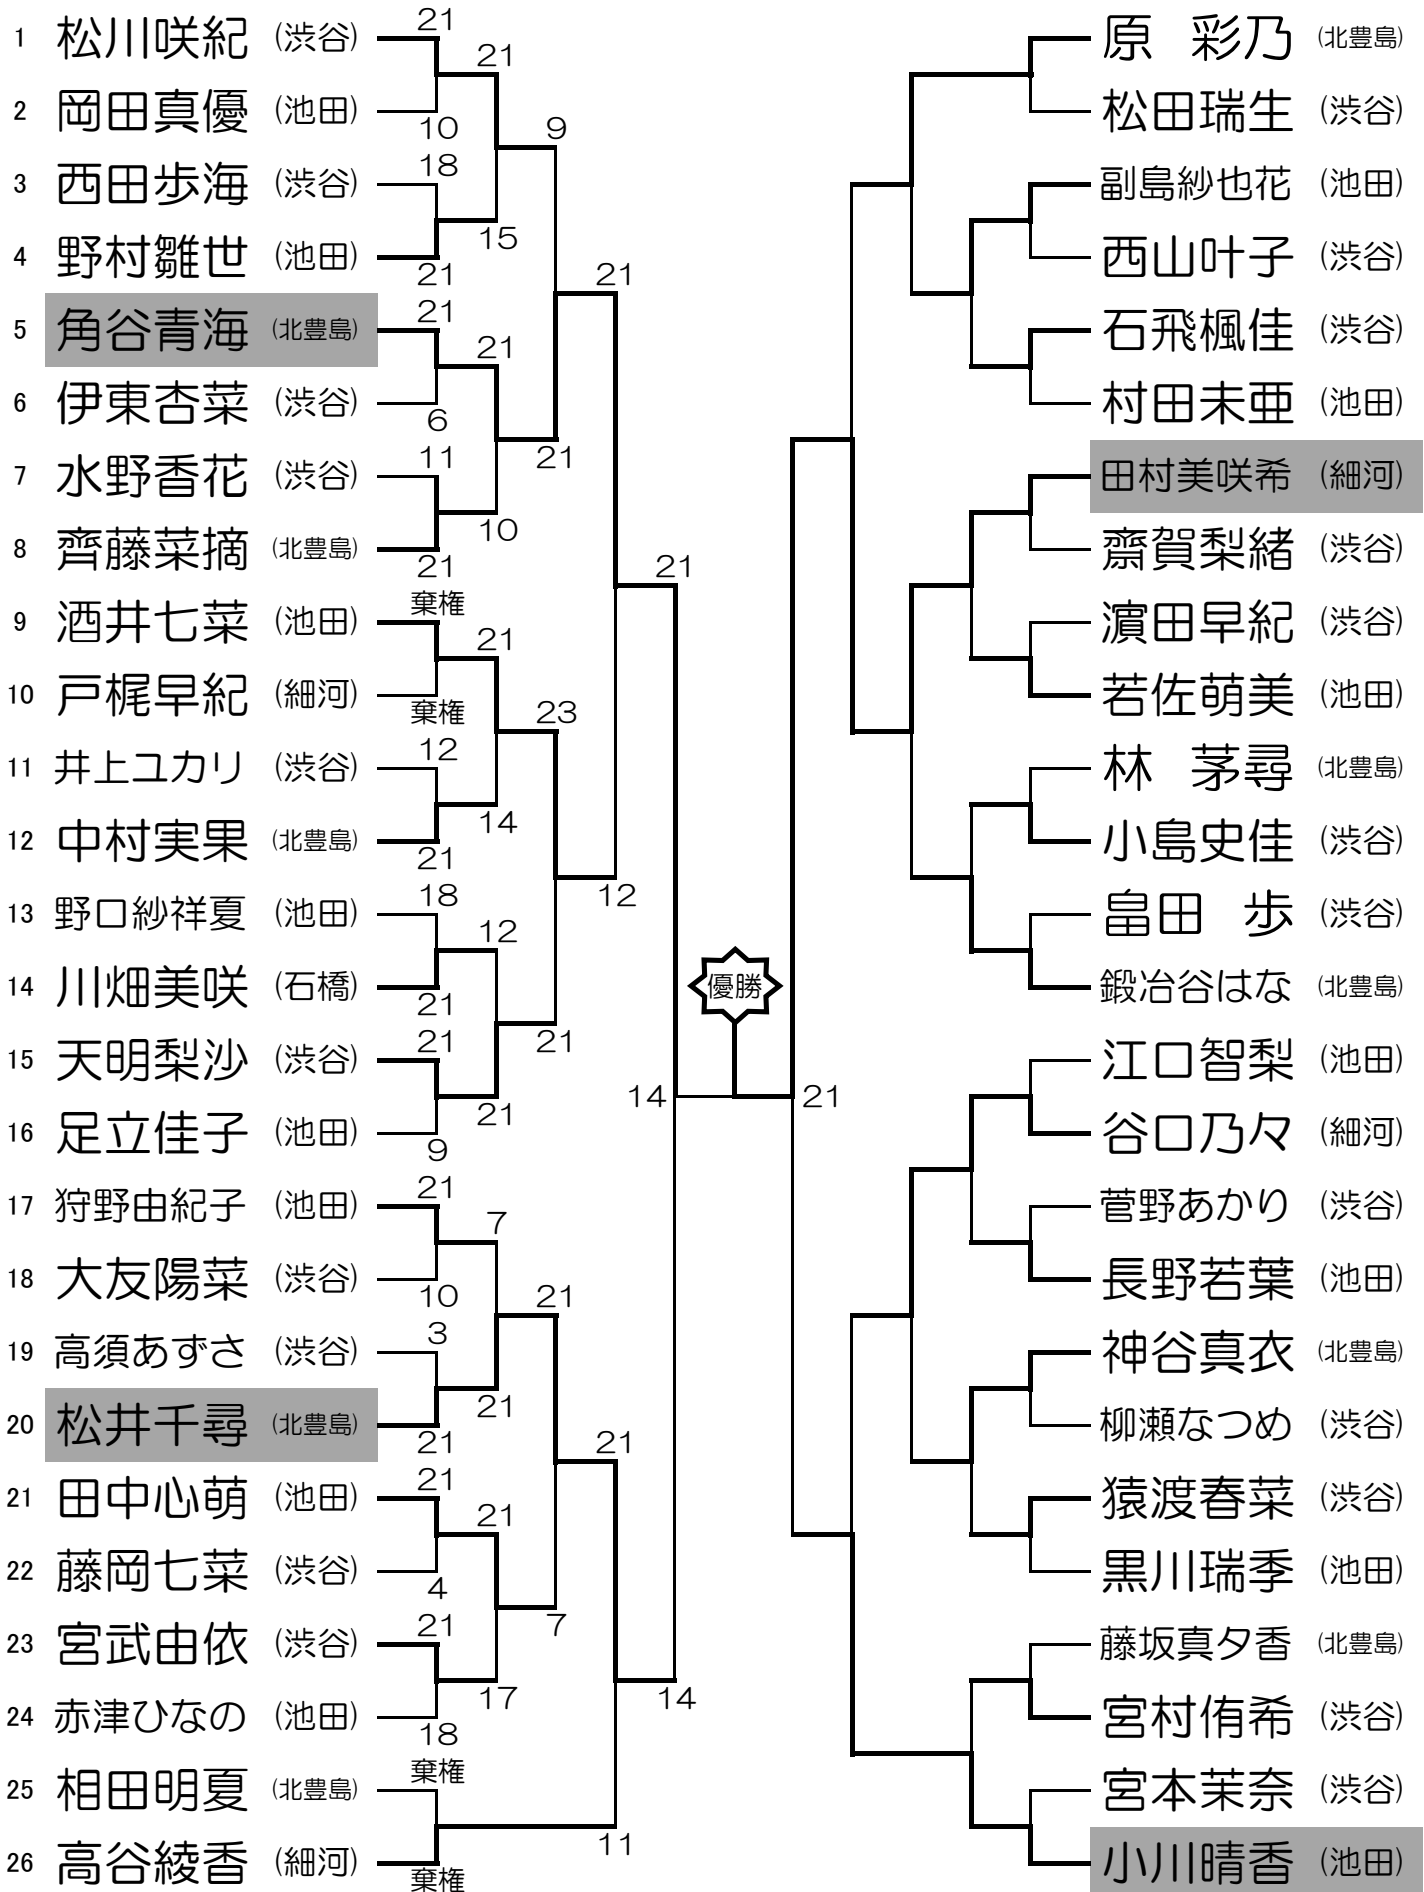 1 松川咲紀 (渋谷) 21 原 彩乃 (北豊島)
21
2 岡田真優 (池田) 10 松田瑞生 (渋谷)
9
3 西田歩海 (渋谷) 18 副島紗也花 (池田)
15
4 野村雛世 (池田) 21 西山叶子 (渋谷)
21
5 角谷青海 (北豊島) 21 石飛楓佳 (渋谷)
21
6 伊東杏菜 (渋谷) 6 村田未亜 (池田)
21
7 水野香花 (渋谷) 11 田村美咲希 (細河)
10
8 齊藤菜摘 (北豊島) 21 齋賀梨緒 (渋谷)
21
9 酒井七菜 (池田) 棄権 濵田早紀 (渋谷)
21
10 戸梶早紀 (細河) 棄権 若佐萌美 (池田)
23
11 井上ユカリ (渋谷) 12 林 茅尋 (北豊島)
14
12 中村実果 (北豊島) 21 小島史佳 (渋谷)
12
13 野口紗祥夏 (池田) 18 畠田 歩 (渋谷)
12
優勝
14 川畑美咲 (石橋) 21 鍛冶谷はな (北豊島)
21
15 天明梨沙 (渋谷) 21 江口智梨 (池田)
14 21
21
16 足立佳子 (池田) 9 谷口乃々 (細河)
17 狩野由紀子 (池田) 21 菅野あかり (渋谷)
7
18 大友陽菜 (渋谷) 10 長野若葉 (池田)
21
19 高須あずさ (渋谷) 3 神谷真衣 (北豊島)
21
20 松井千尋 (北豊島) 21 柳瀬なつめ (渋谷)
21
21 田中心萌 (池田) 21 猿渡春菜 (渋谷)
21
22 藤岡七菜 (渋谷) 4 黒川瑞季 (池田)
7
23 宮武由依 (渋谷) 21 藤坂真夕香 (北豊島)
17 14
24 赤津ひなの (池田) 18 宮村侑希 (渋谷)
25 相田明夏 (北豊島) 棄権 宮本茉奈 (渋谷)
11
26 高谷綾香 (細河) 棄権 小川晴香 (池田)